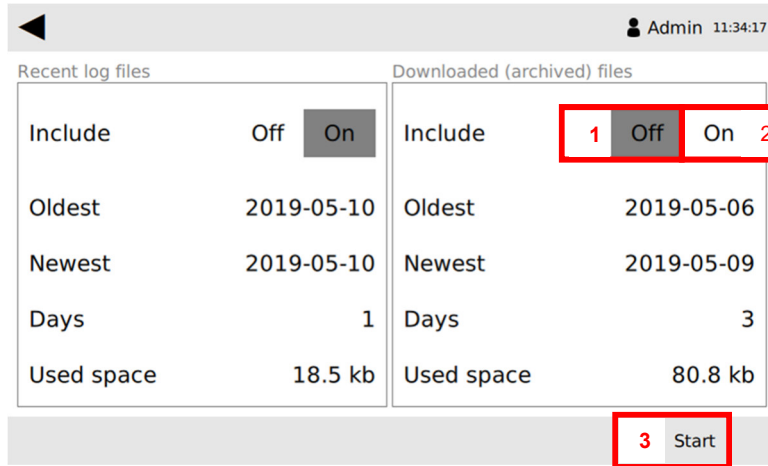 Admin 11:34:17
Recent log files
Include Off On
Oldest 2019-05-10
Newest 2019-05-10
Days 1
Used space 18.5 kb
Downloaded (archived) files
Include 1 Off On 2
Oldest 2019-05-06
Newest 2019-05-09
Days 3
Used space 80.8 kb
3 Start